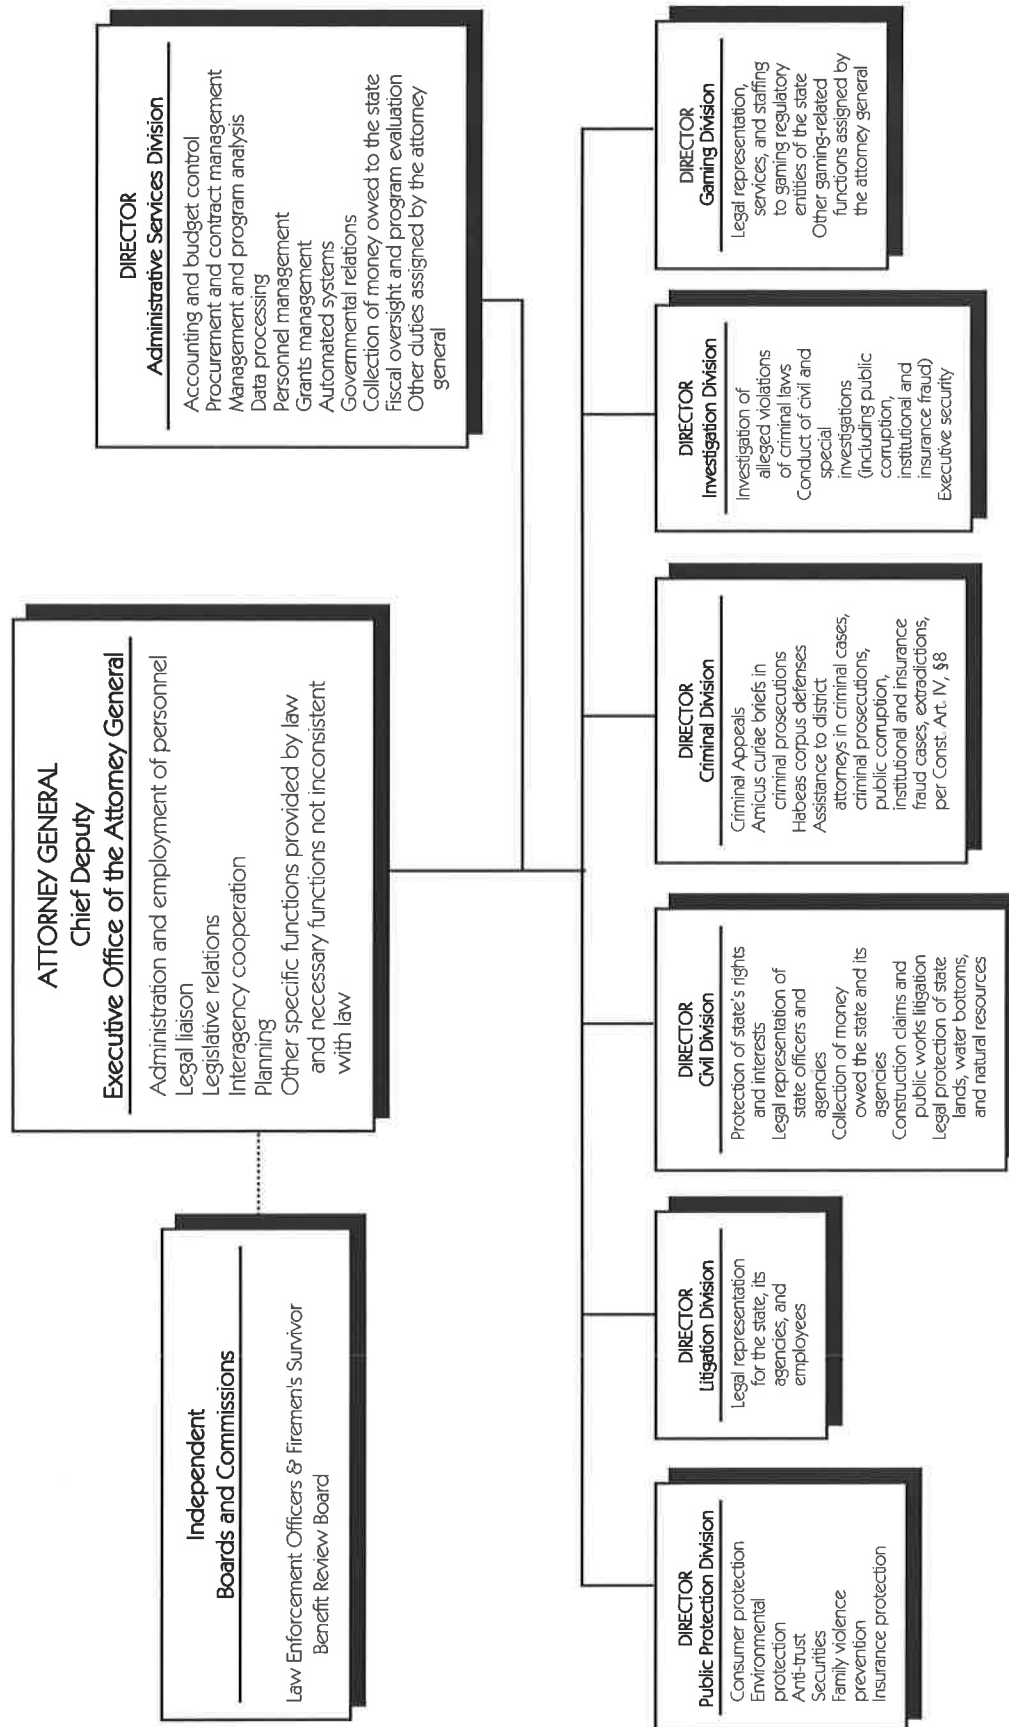 ATTORNEY GENERAL
Chief Deputy
Executive Office of the Attorney General
Administration and employment of personnel
Legal liaison
Legislative relations
Interagency cooperation
Planning
Other specific functions provided by law
and necessary functions not inconsistent
with law
Independent
Boards and Commissions
Law Enforcement Officers & Firemen's Survivor
Benefit Review Board
DIRECTOR
Administrative Services Division
Accounting and budget control
Procurement and contract management
Management and program analysis
Data processing
Personnel management
Grants management
Automated systems
Governmental relations
Collection of money owed to the state
Fiscal oversight and program evaluation
Other duties assigned by the attorney
general
DIRECTOR
Public Protection Division
Consumer protection
Environmental
protection
Anti-trust
Securities
Family violence
prevention
Insurance protection
DIRECTOR
Litigation Division
Legal representation
for the state, its
agencies, and
employees
DIRECTOR
Civil Division
Protection of state's rights
and interests
Legal representation of
state officers and
agencies
Collection of money
owed the state and its
agencies
Construction claims and
public works litigation
Legal protection of state
lands, water bottoms,
and natural resources
DIRECTOR
Criminal Division
Criminal Appeals
Amicus curiae briefs in
criminal prosecutions
Habeas corpus defenses
Assistance to district
attorneys in criminal cases,
criminal prosecutions,
public corruption,
institutional and insurance
fraud cases, extraditions,
per Const. Art. IV, §8
DIRECTOR
Investigation Division
Investigation of
alleged violations
of criminal laws
Conduct of civil and
special
investigations
(including public
corruption,
institutional and
insurance fraud)
Executive security
DIRECTOR
Gaming Division
Legal representation,
services, and staffing
to gaming regulatory
entities of the state
Other gaming-related
functions assigned by
the attorney general